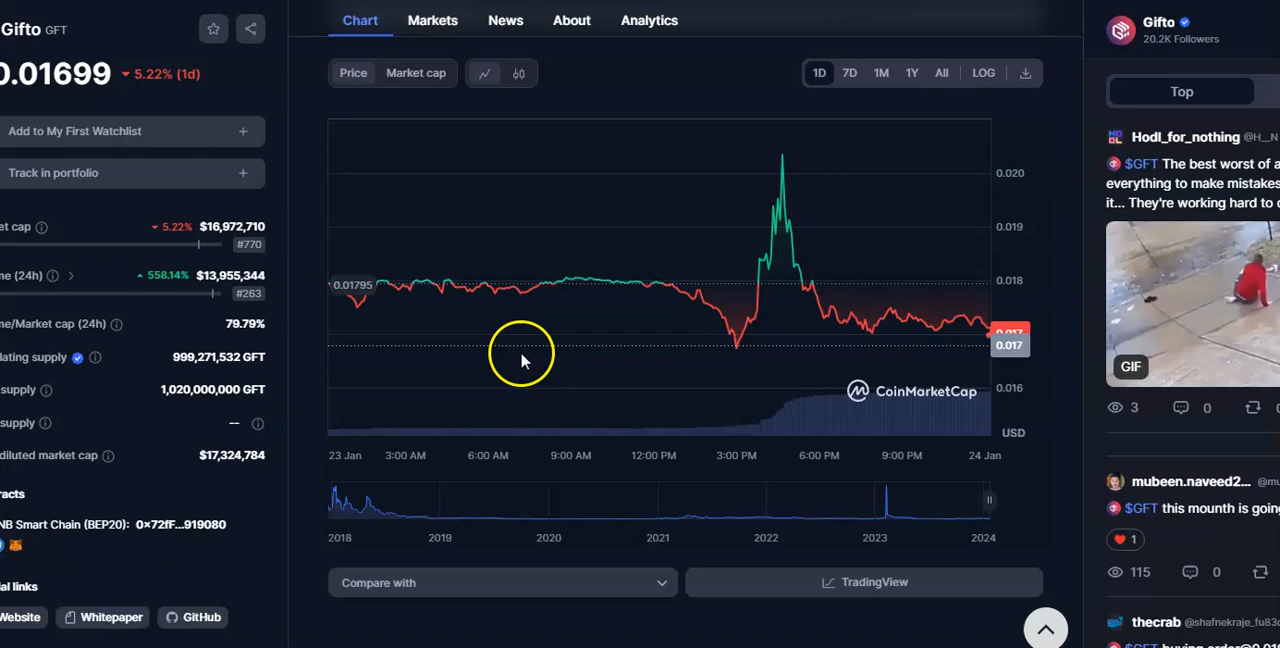 Gifto GFT
0.01699 5.22% (1d)
Add to My First Watchlist +
Track in portfolio +
et cap 5.22% $16,972,710
#770
me (24h) 558.14% $13,955,344
#263
me/Market cap (24h) 79.79%
lating supply 999,271,532 GFT
supply 1,020,000,000 GFT
supply --
diluted market cap $17,324,784
racts
NB Smart Chain (BEP20): 0x72fF...919080
ial links
Website Whitepaper GitHub
Chart Markets News About Analytics
Price Market cap
1D 7D 1M 1Y All LOG
0.020
0.019
0.018
0.01795
0.017
0.017
0.016
CoinMarketCap
USD
23 Jan 3:00 AM 6:00 AM 9:00 AM 12:00 PM 3:00 PM 6:00 PM 9:00 PM 24 Jan
2018 2019 2020 2021 2022 2023 2024
Compare with
TradingView
Gifto
20.2K Followers
Top
Hodl_for_nothing @H__N
$GFT The best worst of a
everything to make mistakes
it... They're working hard to
GIF
3 0
mubeen.naveed2... @mu
$GFT this mounth is going
1
115 0
thecrab @shafnekraje_fu83